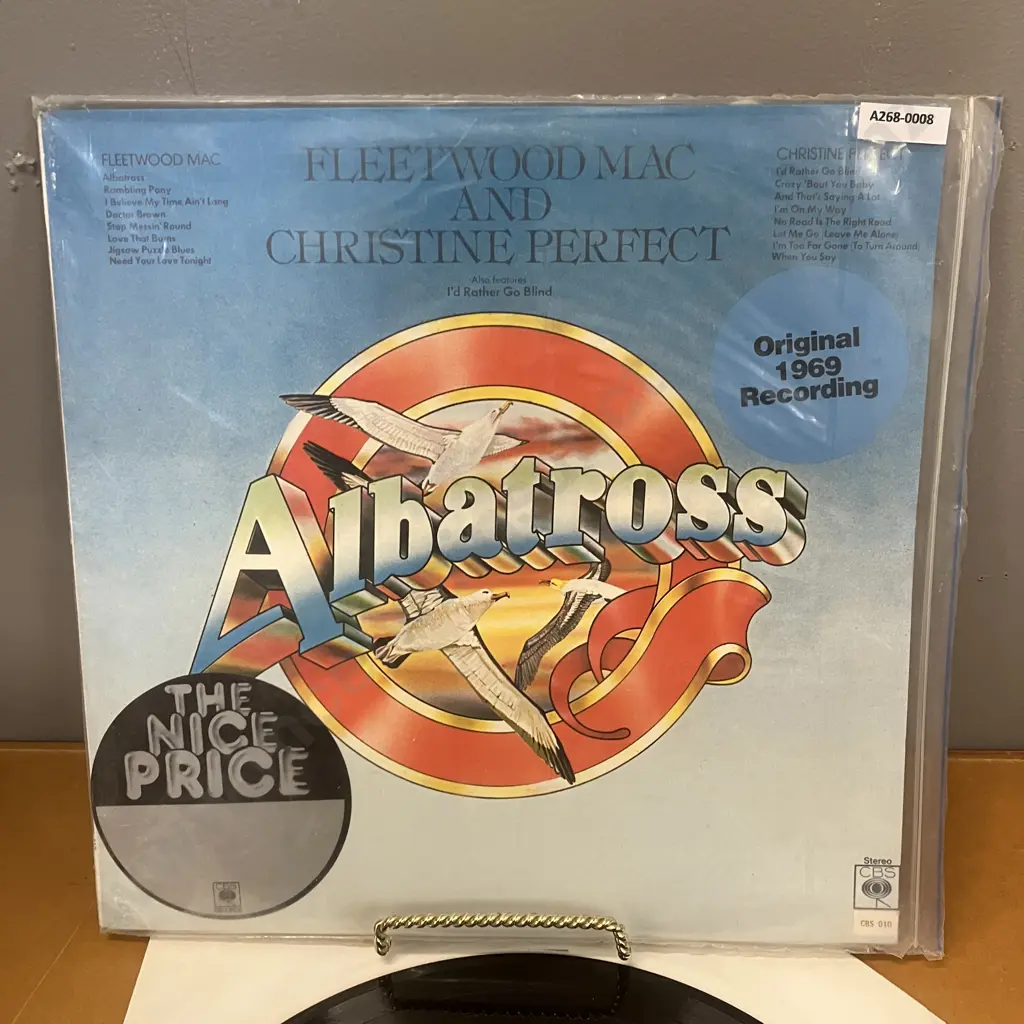 A268-0008
FLEETWOOD MAC
AND
CHRISTINE PERFECT
Also features
I'd Rather Go Blind
FLEETWOOD MAC
Albatross
Rambling Pony
I Believe My Time Ain't Long
Doctor Brown
Stop Messin' Round
Love That Burns
Jigsaw Puzzle Blues
Need Your Love Tonight
CHRISTINE PERFECT
I'd Rather Go Blind
Crazy 'Bout You Baby
And That's Saying A Lot
I'm On My Way
No Road Is The Right Road
Let Me Go (Leave Me Alone)
I'm Too Far Gone (To Turn Around)
When You Say
Original
1969
Recording
Albatross
THE
NICE
PRICE
CBS
Stereo
CBS
CBS 010